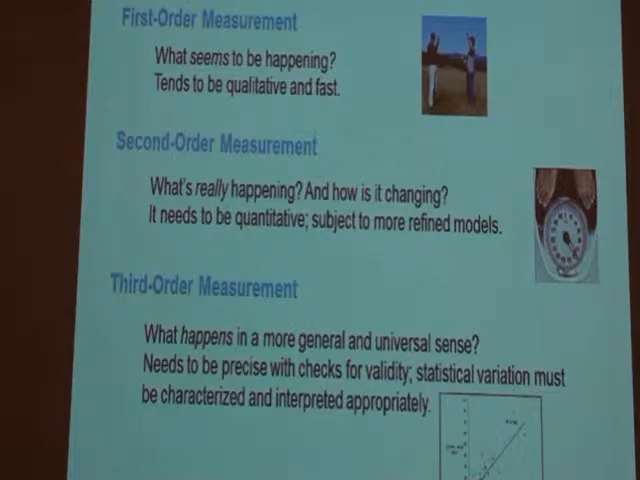 First-Order Measurement
What seems to be happening?
Tends to be qualitative and fast.
Second-Order Measurement
What's really happening? And how is it changing?
It needs to be quantitative; subject to more refined models.
Third-Order Measurement
What happens in a more general and universal sense?
Needs to be precise with checks for validity; statistical variation must
be characterized and interpreted appropriately.